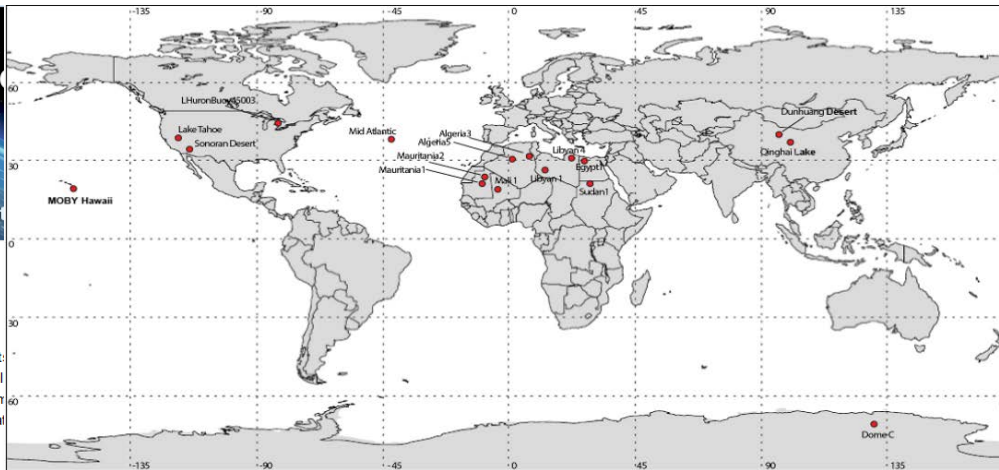 -135 -90 -45 0 45 90 135
60
LHuronBuoy45003
Dunhuang Desert
Lake Tahoe
Mid Atlantic
Algeria3
Sonoran Desert
Algeria5
Libyan 4
Qinghai Lake
Mauritania2
30
Egypt1
Mauritania1
Mali 1
Libyan 1
Sudan1
MOBY Hawaii
0
30
60
Dome C
-135 -90 -45 0 45 90 135